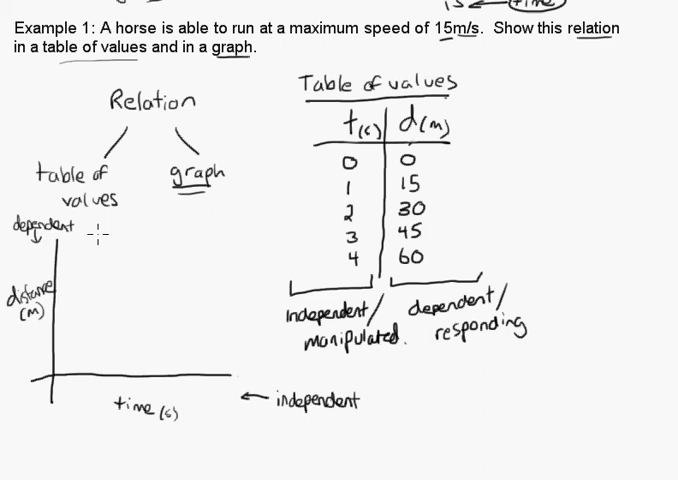 15 ← time
Example 1: A horse is able to run at a maximum speed of 15m/s. Show this relation
in a table of values and in a graph.
Relation
table of
values
graph
Table of values
t(s) d(m)
0 0
1 15
2 30
3 45
4 60
independent/
manipulated.
dependent/
responding
dependent
distance
(m)
time (s)
← independent